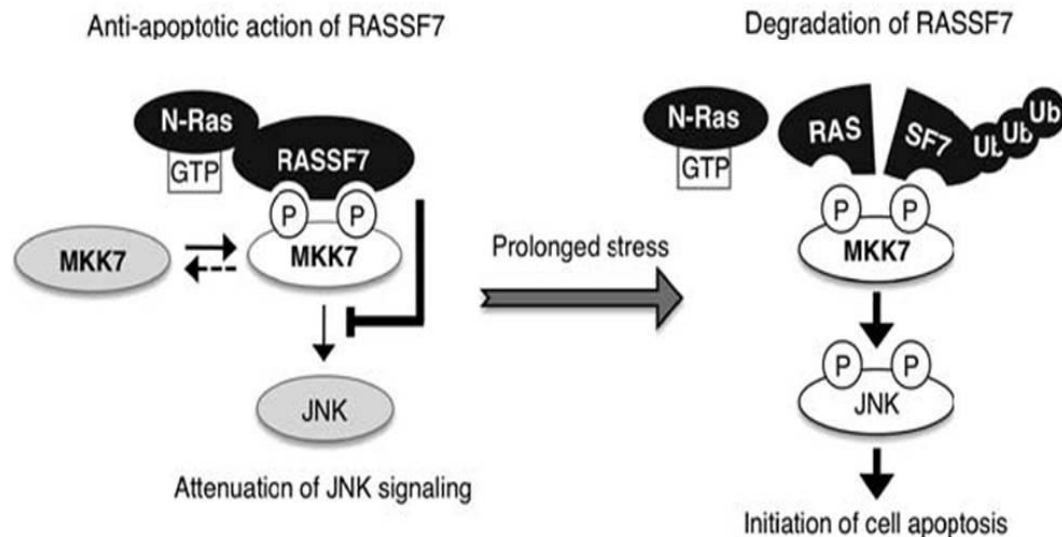 Anti-apoptotic action of RASSF7
N-Ras
GTP
RASSF7
P P
MKK7
MKK7
JNK
Attenuation of JNK signaling
Prolonged stress
Degradation of RASSF7
N-Ras
GTP
RAS
SF7
Ub
Ub
Ub
P P
MKK7
P P
JNK
Initiation of cell apoptosis